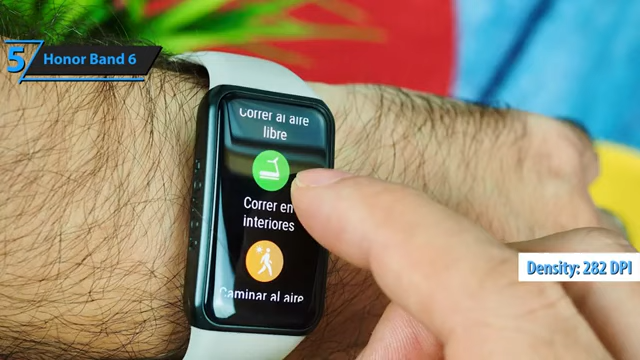 5
Honor Band 6
Correr al aire
libre
Correr en
interiores
Caminar al aire
Density: 282 DPI